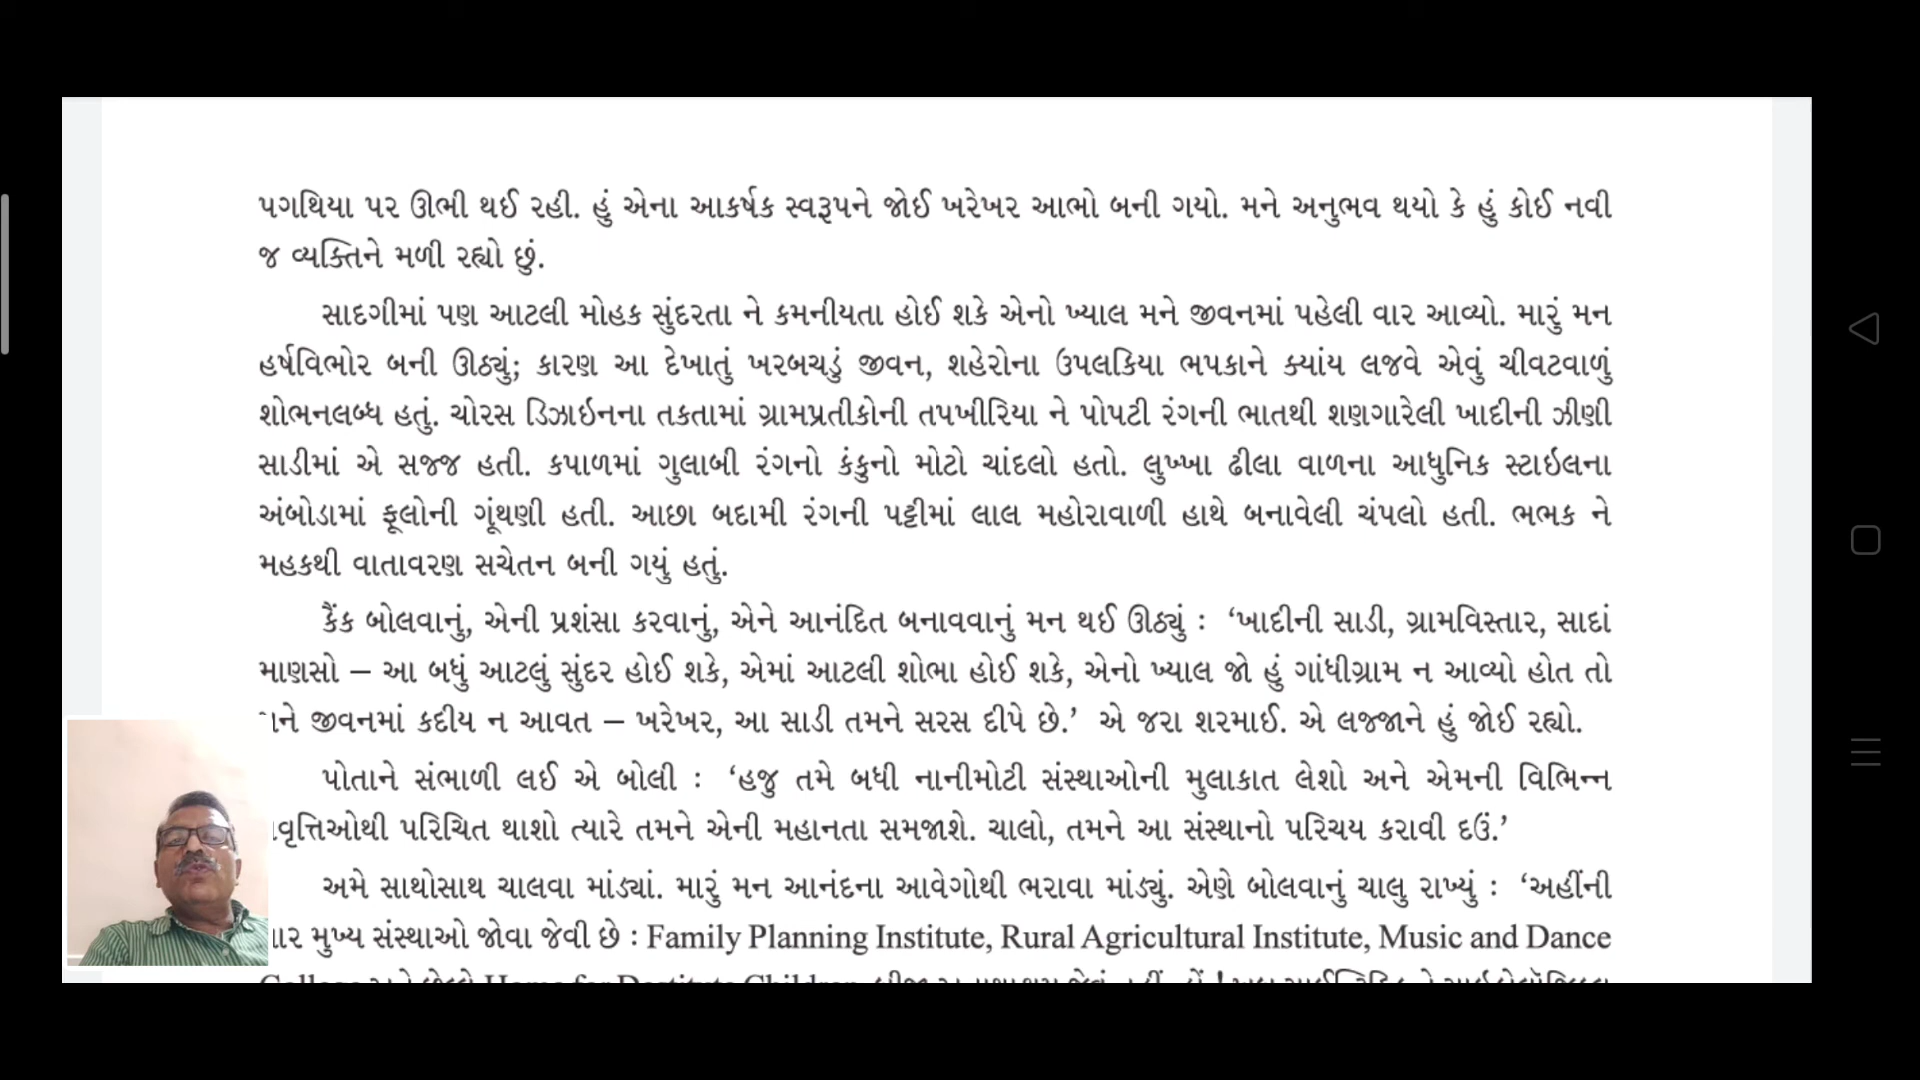 પગથિયા પર ઊભી થઈ રહી. હું એના આકર્ષક સ્વરૂપને જોઈ ખરેખર આભો બની ગયો. મને અનુભવ થયો કે હું કોઈ નવી
જ વ્યક્તિને મળી રહ્યો છું.
સાદગીમાં પણ આટલી મોહક સુંદરતા ને કમનીયતા હોઈ શકે એનો ખ્યાલ મને જીવનમાં પહેલી વાર આવ્યો. મારું મન
હર્ષવિભોર બની ઊઠ્યું; કારણ આ દેખાતું ખરબચડું જીવન, શહેરોના ઉપલકિયા ભપકાને ક્યાંય લજવે એવું ચીવટવાળું
શોભનલબ્ધ હતું. ચોરસ ડિઝાઇનના તકતામાં ગ્રામપ્રતીકોની તપખીરિયા ને પોપટી રંગની ભાતથી શણગારેલી ખાદીની ઝીણી
સાડીમાં એ સજ્જ હતી. કપાળમાં ગુલાબી રંગનો કંકુનો મોટો ચાંદલો હતો. લુખ્ખા ઢીલા વાળના આધુનિક સ્ટાઇલના
અંબોડામાં ફૂલોની ગૂંથણી હતી. આછા બદામી રંગની પટ્ટીમાં લાલ મહોરાવાળી હાથે બનાવેલી ચંપલો હતી. ભભક ને
મહકથી વાતાવરણ સચેતન બની ગયું હતું.
કૈંક બોલવાનું, એની પ્રશંસા કરવાનું, એને આનંદિત બનાવવાનું મન થઈ ઊઠ્યું : ‘ખાદીની સાડી, ગ્રામવિસ્તાર, સાદાં
માણસો – આ બધું આટલું સુંદર હોઈ શકે, એમાં આટલી શોભા હોઈ શકે, એનો ખ્યાલ જો હું ગાંધીગ્રામ ન આવ્યો હોત તો
જીવનમાં કદીય ન આવત – ખરેખર, આ સાડી તમને સરસ દીપે છે.’ એ જરા શરમાઈ. એ લજ્જાને હું જોઈ રહ્યો.
પોતાને સંભાળી લઈ એ બોલી : ‘હજુ તમે બધી નાનીમોટી સંસ્થાઓની મુલાકાત લેશો અને એમની વિભિન્ન
પરિચિત થાશો ત્યારે તમને એની મહાનતા સમજાશે. ચાલો, તમને આ સંસ્થાનો પરિચય કરાવી દઉં.’
અમે સાથોસાથ ચાલવા માંડ્યાં. મારું મન આનંદના આવેગોથી ભરાવા માંડ્યું. એણે બોલવાનું ચાલુ રાખ્યું : ‘અહીંની
મુખ્ય સંસ્થાઓ જોવા જેવી છે : Family Planning Institute, Rural Agricultural Institute, Music and Dance